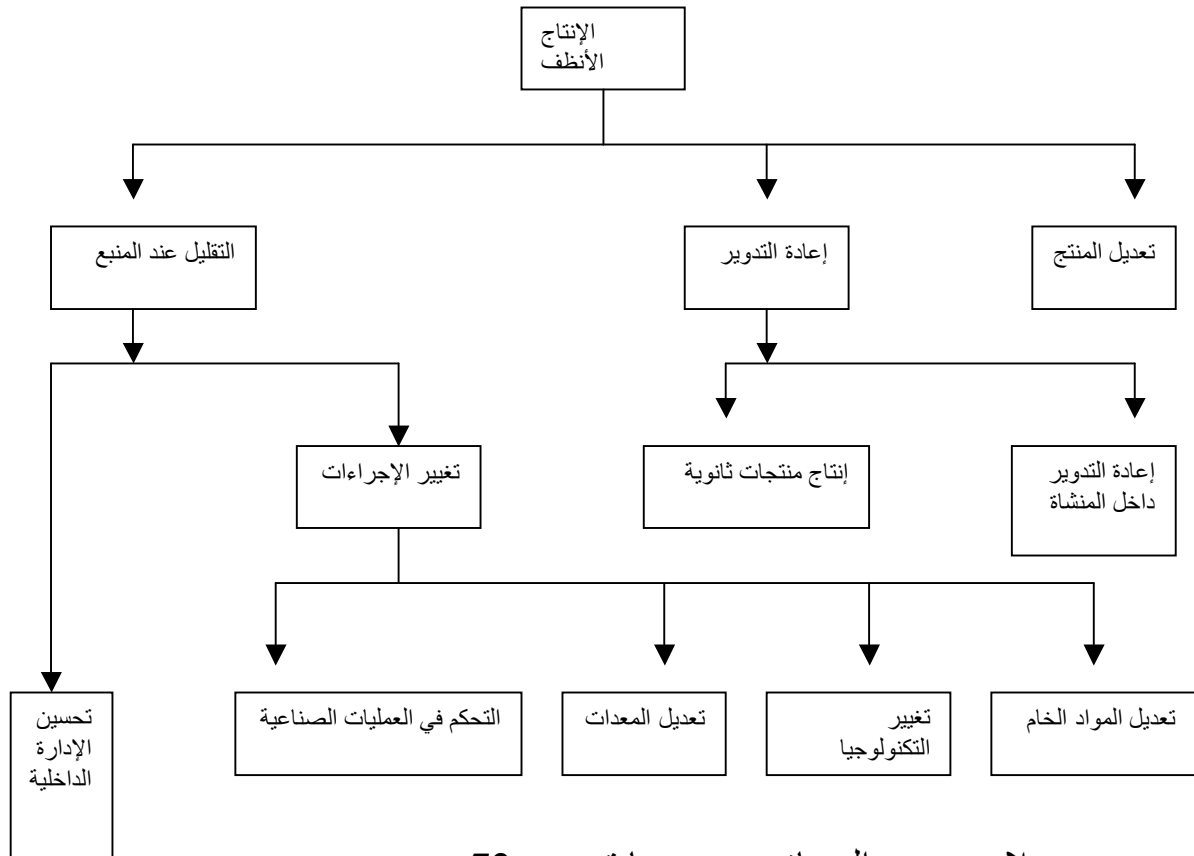 الإنتاج
الأنظف
تعديل المنتج
إعادة التدوير
التقليل عند المنبع
إعادة التدوير
داخل المنشاة
إنتاج منتجات ثانوية
تغيير الإجراءات
تعديل المواد الخام
تغيير
التكنولوجيا
تعديل المعدات
التحكم في العمليات الصناعية
تحسين
الإدارة
الداخلية